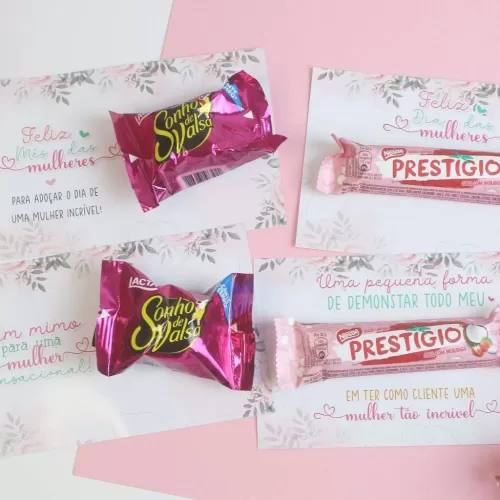 Feliz
Mês das
mulheres
PARA ADOÇAR O DIA DE
UMA MULHER INCRÍVEL!
LACTA
Sonho
de
Valsa
Feliz
Dia das
mulheres
Nestlé
PRESTIGIO
m mimo
para uma
mulher
ensacional!
LACTA
Sonho
de
Valsa
Uma pequena forma
DE DEMONSTAR TODO MEU
Nestlé
PRESTIGIO
EM TER COMO CLIENTE UMA
mulher tão incrível